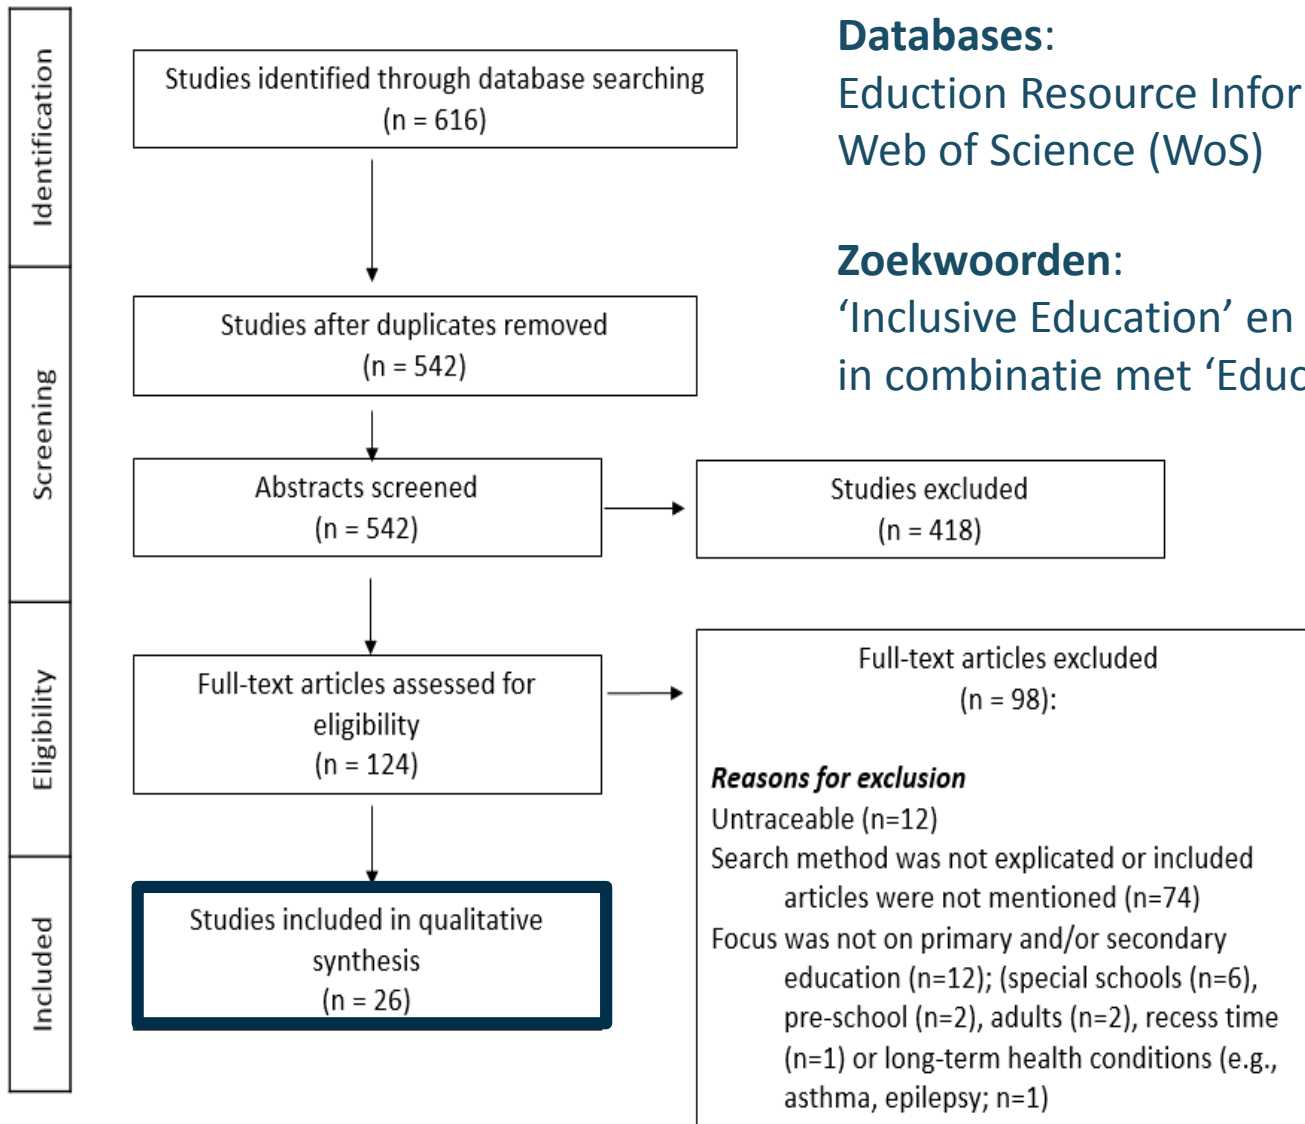 Identification
Studies identified through database searching
(n = 616)
Databases:
Eduction Resource Infor
Web of Science (WoS)
Zoekwoorden:
‘Inclusive Education’ en
in combinatie met ‘Educ
Screening
Studies after duplicates removed
(n = 542)
Abstracts screened
(n = 542)
Studies excluded
(n = 418)
Eligibility
Full-text articles assessed for
eligibility
(n = 124)
Full-text articles excluded
(n = 98):
Reasons for exclusion
Untraceable (n=12)
Search method was not explicated or included
articles were not mentioned (n=74)
Focus was not on primary and/or secondary
education (n=12); (special schools (n=6),
pre-school (n=2), adults (n=2), recess time
(n=1) or long-term health conditions (e.g.,
asthma, epilepsy; n=1)
Included
Studies included in qualitative
synthesis
(n = 26)